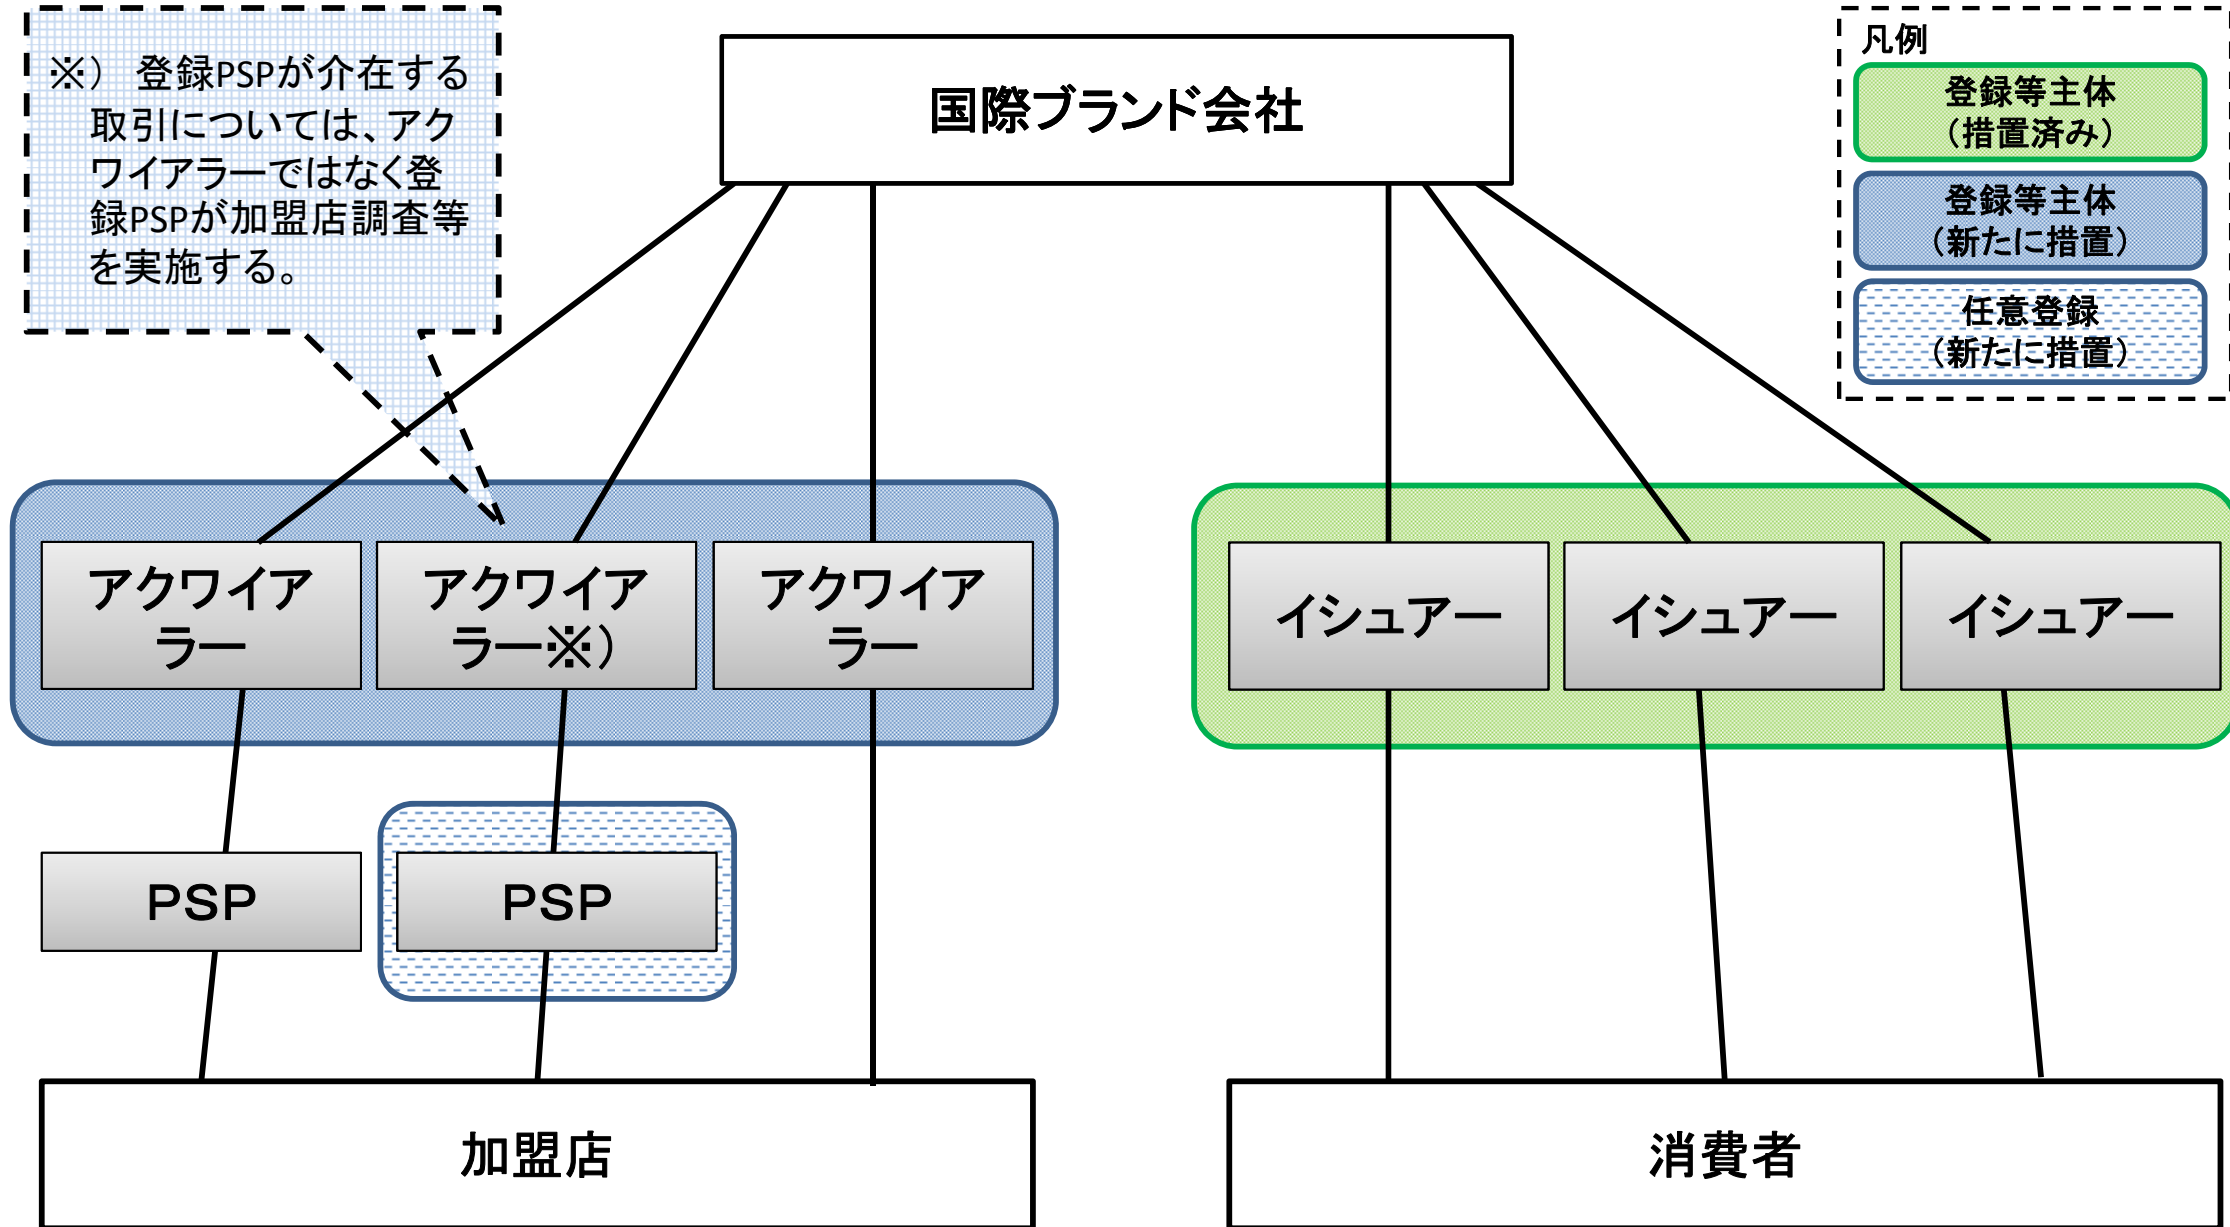 ※） 登録PSPが介在する
取引については、アク
ワイアラーではなく登
録PSPが加盟店調査等
を実施する。
国際ブランド会社
凡例
登録等主体
（措置済み）
登録等主体
（新たに措置）
任意登録
（新たに措置）
アクワイア
ラー
アクワイア
ラー※）
アクワイア
ラー
イシュアー
イシュアー
イシュアー
PSP
PSP
加盟店
消費者